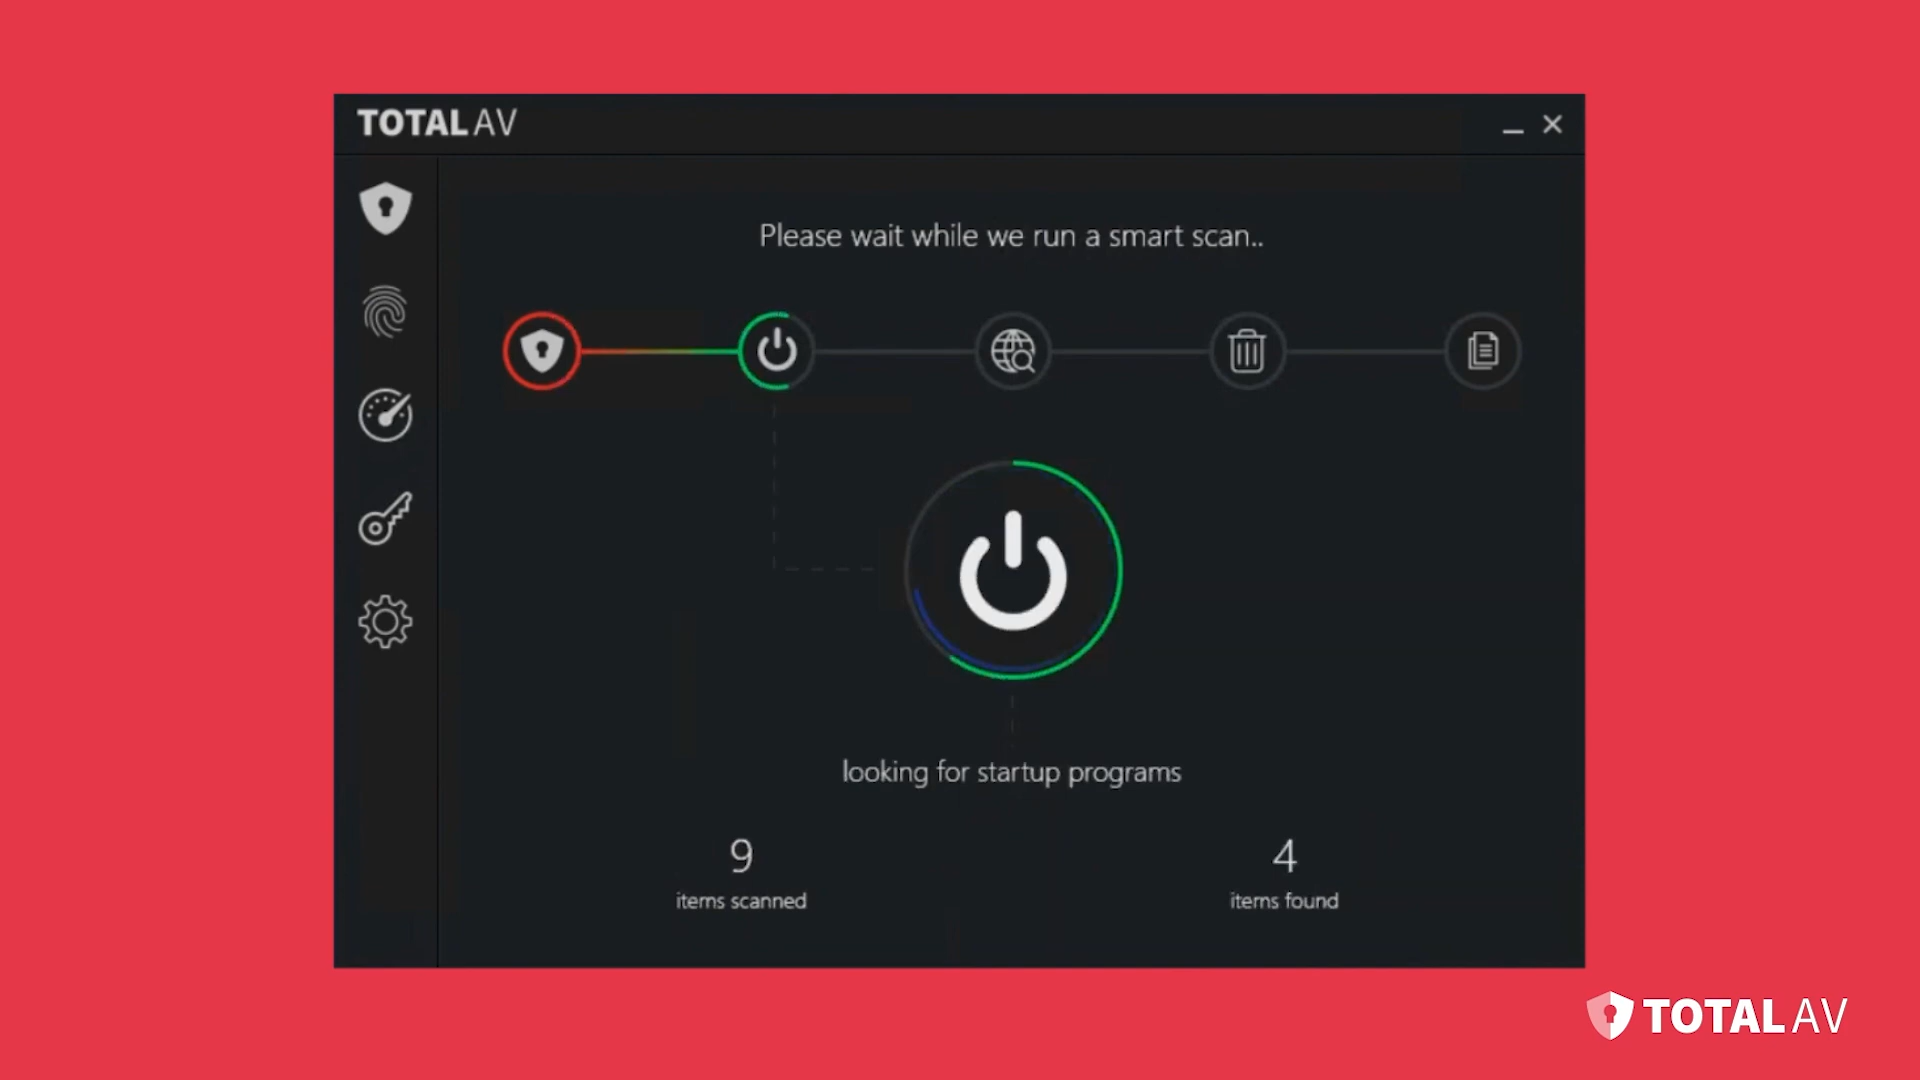 TOTAL AV
Please wait while we run a smart scan..
looking for startup programs
9
items scanned
4
items found
TOTAL AV